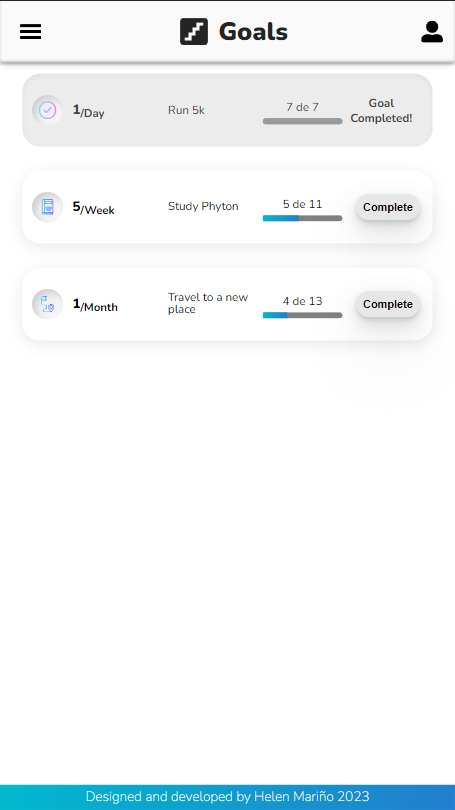 Goals
1/Day
Run 5k
7 de 7
Goal
Completed!
5/Week
Study Phyton
5 de 11
Complete
1/Month
Travel to a new
place
4 de 13
Complete
Designed and developed by Helen Mariño 2023